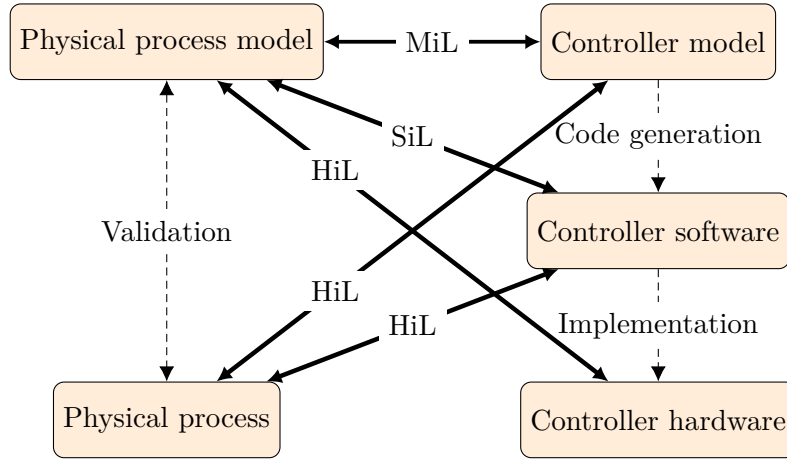 Physical process model
MiL
Controller model
SiL
Code generation
HiL
Validation
Controller software
HiL
HiL
Implementation
Physical process
Controller hardware